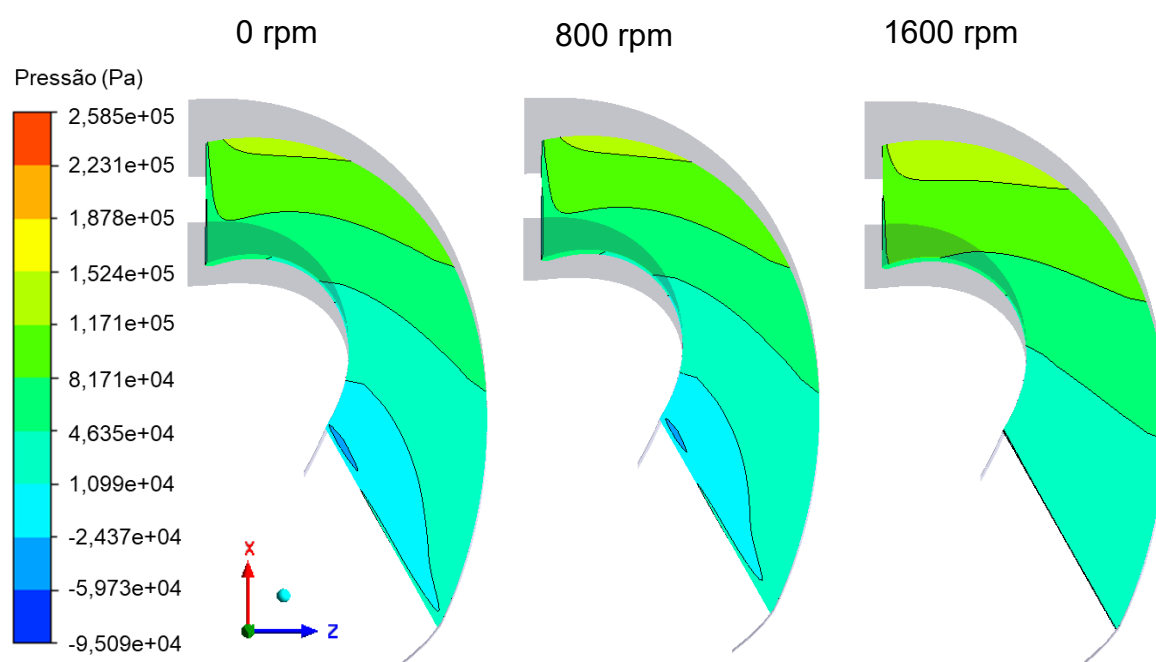 0 rpm
800 rpm
1600 rpm
Pressão (Pa)
2,585e+05
2,231e+05
1,878e+05
1,524e+05
1,171e+05
8,171e+04
4,635e+04
1,099e+04
-2,437e+04
-5,973e+04
-9,509e+04
X
Z